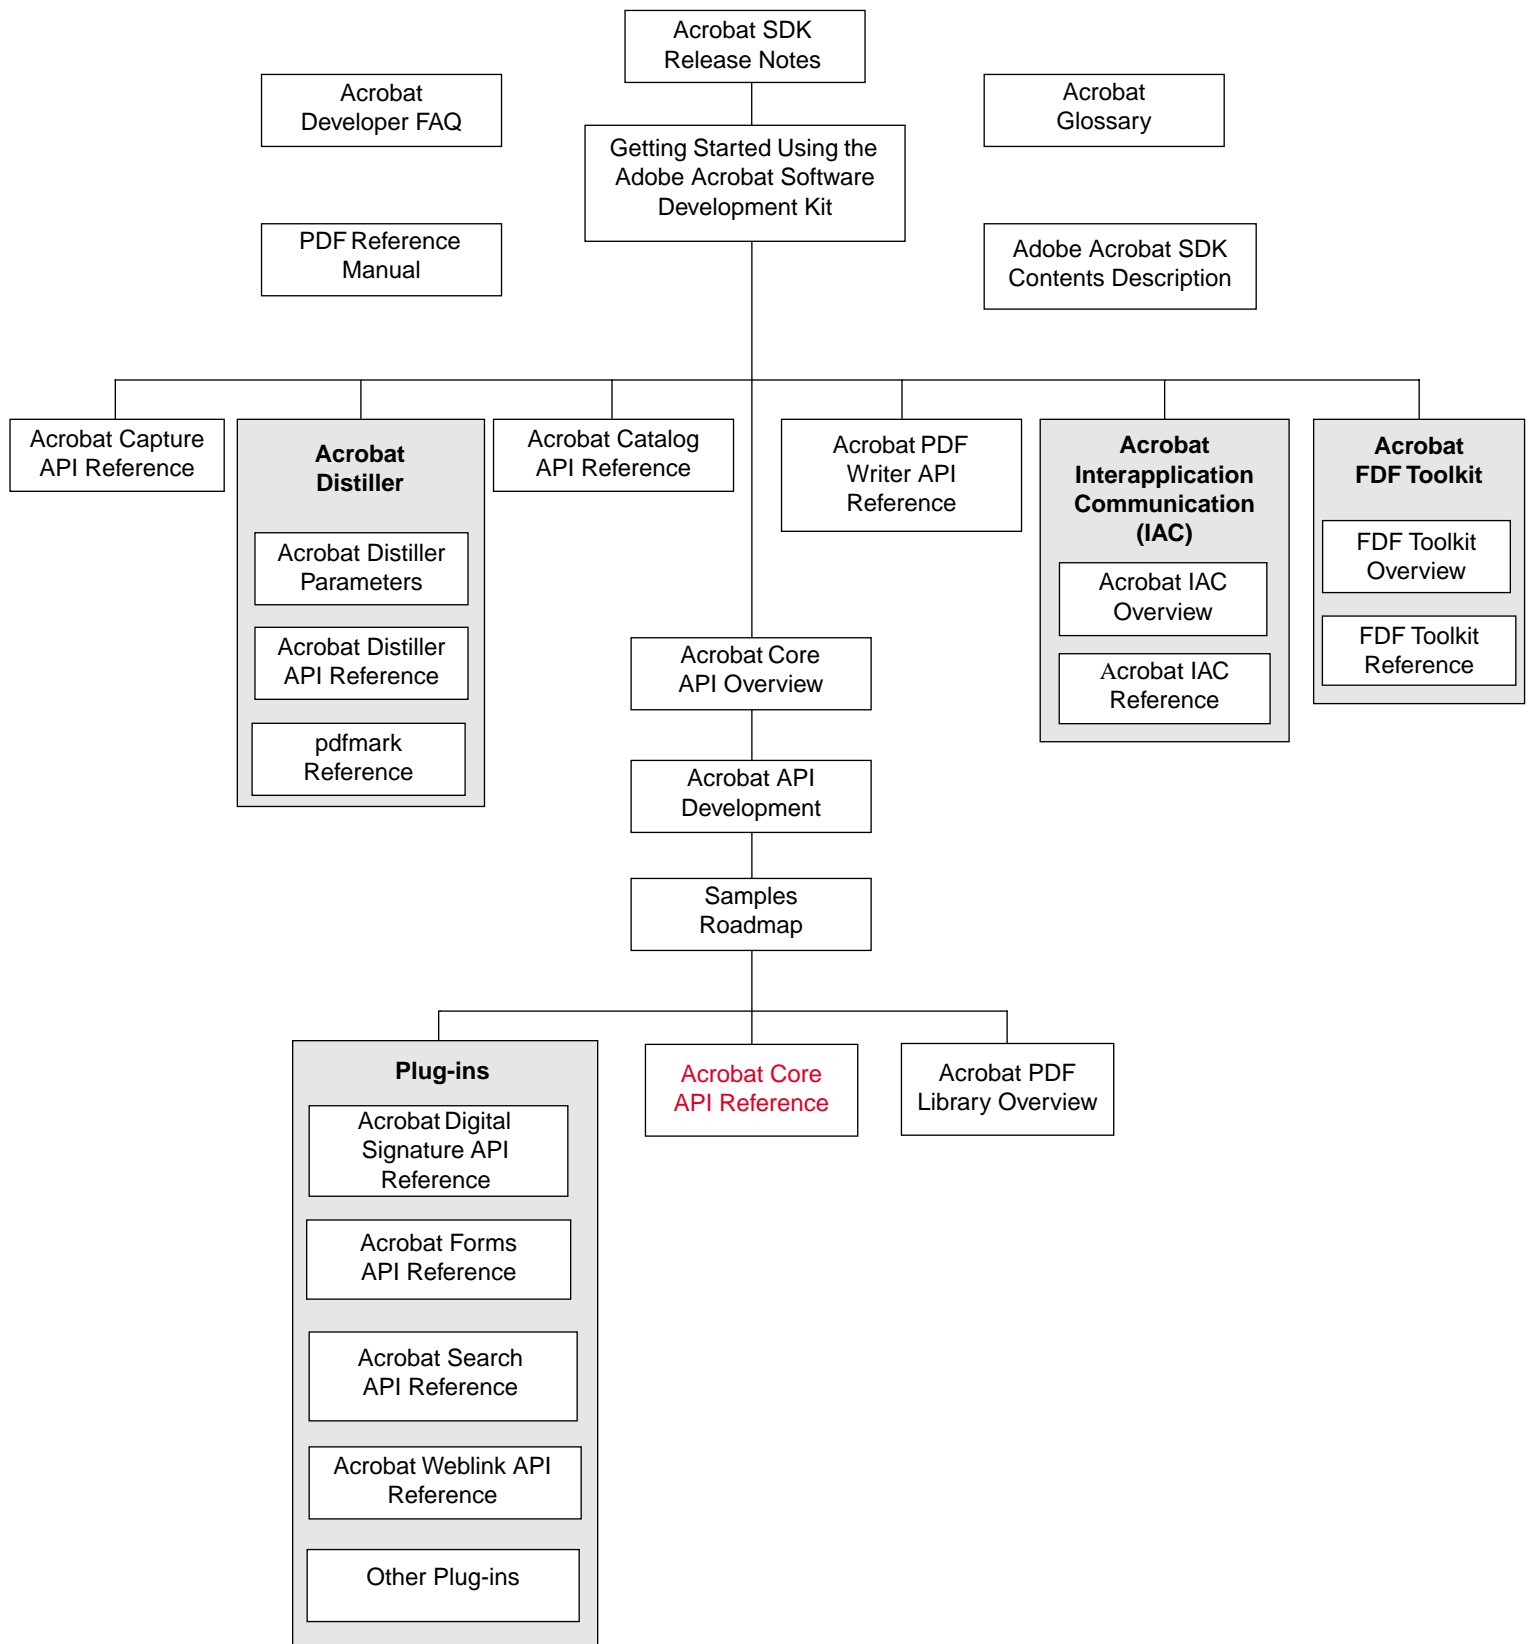 Acrobat SDK
Release Notes
Acrobat
Developer FAQ
Acrobat
Glossary
Getting Started Using the
Adobe Acrobat Software
Development Kit
PDF Reference
Manual
Adobe Acrobat SDK
Contents Description
Acrobat Capture
API Reference
Acrobat
Distiller
Acrobat Distiller
Parameters
Acrobat Distiller
API Reference
pdfmark
Reference
Acrobat Catalog
API Reference
Acrobat PDF
Writer API
Reference
Acrobat
Interapplication
Communication
(IAC)
Acrobat IAC
Overview
Acrobat IAC
Reference
Acrobat
FDF Toolkit
FDF Toolkit
Overview
FDF Toolkit
Reference
Acrobat Core
API Overview
Acrobat API
Development
Samples
Roadmap
Plug-ins
Acrobat Digital
Signature API
Reference
Acrobat Forms
API Reference
Acrobat Search
API Reference
Acrobat Weblink API
Reference
Other Plug-ins
Acrobat Core
API Reference
Acrobat PDF
Library Overview